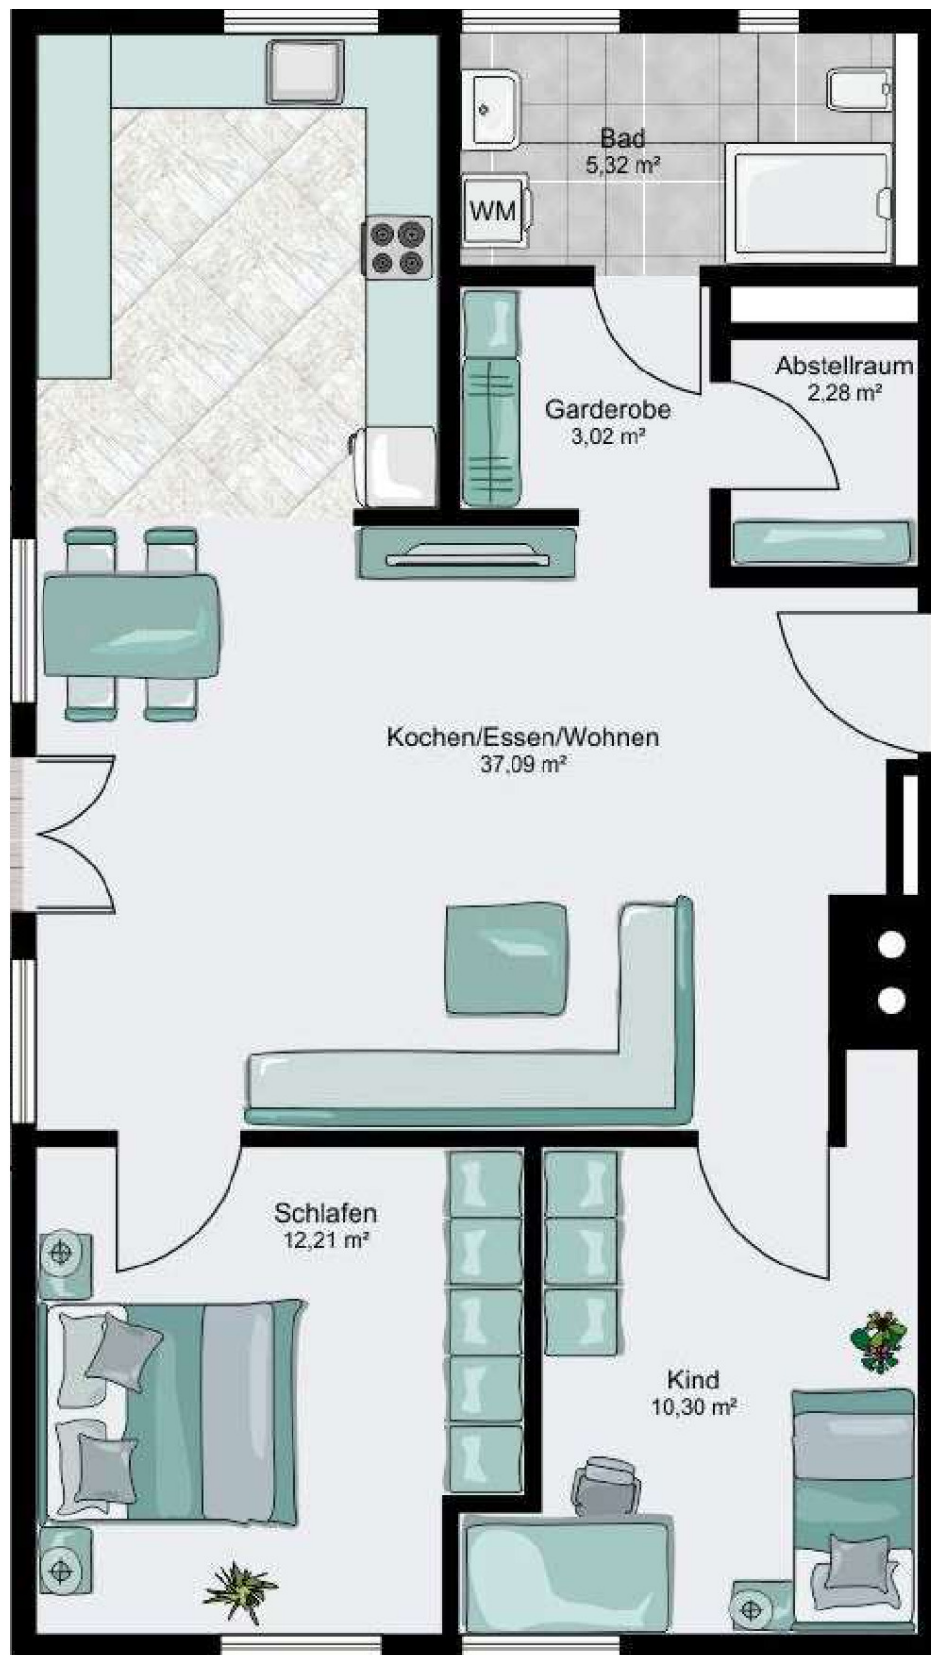 Bad
5,32 m²
WM
Abstellraum
2,28 m²
Garderobe
3,02 m²
Kochen/Essen/Wohnen
37,09 m²
Schlafen
12,21 m²
Kind
10,30 m²